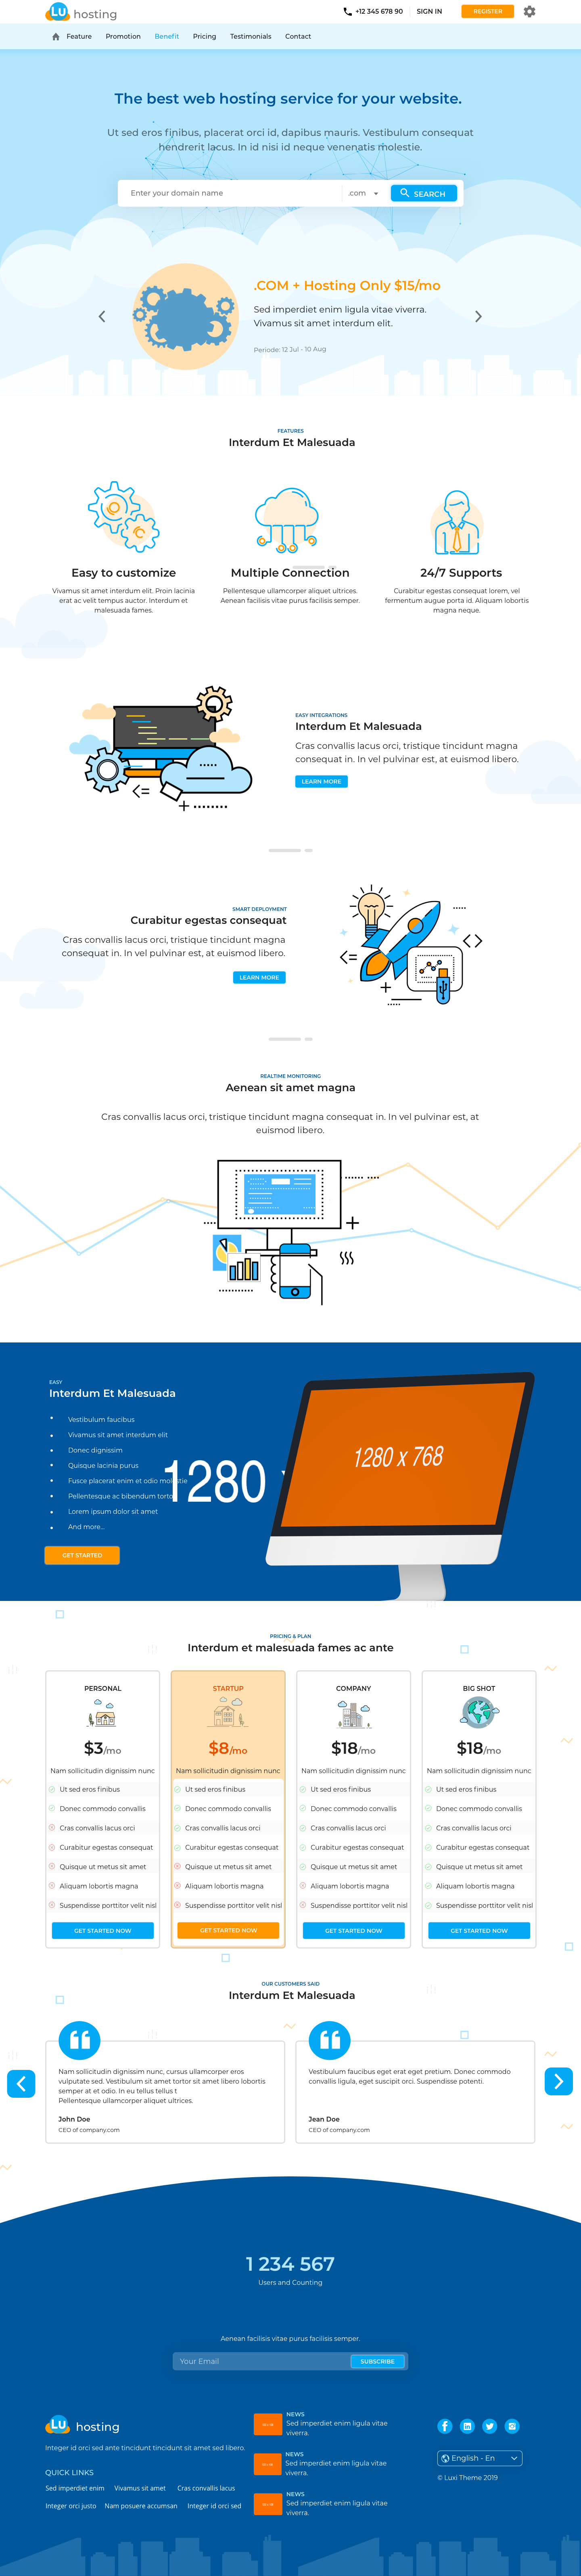 LU hosting
+12 345 678 90
SIGN IN
REGISTER
Feature
Promotion
Benefit
Pricing
Testimonials
Contact
The best web hosting service for your website.
Ut sed eros finibus, placerat orci id, dapibus mauris. Vestibulum consequat
hendrerit lacus. In id nisi id neque venenatis molestie.
Enter your domain name
.com
SEARCH
.COM + Hosting Only $15/mo
Sed imperdiet enim ligula vitae viverra.
Vivamus sit amet interdum elit.
Periode: 12 Jul - 10 Aug
FEATURES
Interdum Et Malesuada
Easy to customize
Vivamus sit amet interdum elit. Proin lacinia
erat ac velit tempus auctor. Interdum et
malesuada fames.
Multiple Connection
Pellentesque ullamcorper aliquet ultrices.
Aenean facilisis vitae purus facilisis semper.
24/7 Supports
Curabitur egestas consequat lorem, vel
fermentum augue porta id. Aliquam lobortis
magna neque.
EASY INTEGRATIONS
Interdum Et Malesuada
Cras convallis lacus orci, tristique tincidunt magna
consequat in. In vel pulvinar est, at euismod libero.
LEARN MORE
SMART DEPLOYMENT
Curabitur egestas consequat
Cras convallis lacus orci, tristique tincidunt magna
consequat in. In vel pulvinar est, at euismod libero.
LEARN MORE
REALTIME MONITORING
Aenean sit amet magna
Cras convallis lacus orci, tristique tincidunt magna consequat in. In vel pulvinar est, at
euismod libero.
EASY
Interdum Et Malesuada
Vestibulum faucibus
Vivamus sit amet interdum elit
Donec dignissim
Quisque lacinia purus
Fusce placerat enim et odio molestie
Pellentesque ac bibendum tortor
Lorem ipsum dolor sit amet
And more...
GET STARTED
1280
1280 x 768
PRICING & PLAN
Interdum et malesuada fames ac ante
PERSONAL
$3/mo
Nam sollicitudin dignissim nunc
Ut sed eros finibus
Donec commodo convallis
Cras convallis lacus orci
Curabitur egestas consequat
Quisque ut metus sit amet
Aliquam lobortis magna
Suspendisse porttitor velit nisl
GET STARTED NOW
STARTUP
$8/mo
Nam sollicitudin dignissim nunc
Ut sed eros finibus
Donec commodo convallis
Cras convallis lacus orci
Curabitur egestas consequat
Quisque ut metus sit amet
Aliquam lobortis magna
Suspendisse porttitor velit nisl
GET STARTED NOW
COMPANY
$18/mo
Nam sollicitudin dignissim nunc
Ut sed eros finibus
Donec commodo convallis
Cras convallis lacus orci
Curabitur egestas consequat
Quisque ut metus sit amet
Aliquam lobortis magna
Suspendisse porttitor velit nisl
GET STARTED NOW
BIG SHOT
$18/mo
Nam sollicitudin dignissim nunc
Ut sed eros finibus
Donec commodo convallis
Cras convallis lacus orci
Curabitur egestas consequat
Quisque ut metus sit amet
Aliquam lobortis magna
Suspendisse porttitor velit nisl
GET STARTED NOW
OUR CUSTOMERS SAID
Interdum Et Malesuada
Nam sollicitudin dignissim nunc, cursus ullamcorper eros
vulputate sed. Vestibulum sit amet tortor sit amet libero lobortis
semper at et odio. In eu tellus tellus t
Pellentesque ullamcorper aliquet ultrices.
John Doe
CEO of company.com
Vestibulum faucibus eget erat eget pretium. Donec commodo
convallis ligula, eget suscipit orci. Suspendisse potenti.
Jean Doe
CEO of company.com
1 234 567
Users and Counting
Aenean facilisis vitae purus facilisis semper.
Your Email
SUBSCRIBE
LU hosting
Integer id orci sed ante tincidunt tincidunt sit amet sed libero.
QUICK LINKS
Sed imperdiet enim
Vivamus sit amet
Cras convallis lacus
Integer orci justo
Nam posuere accumsan
Integer id orci sed
NEWS
Sed imperdiet enim ligula vitae
viverra.
NEWS
Sed imperdiet enim ligula vitae
viverra.
NEWS
Sed imperdiet enim ligula vitae
viverra.
English - En
© Luxi Theme 2019